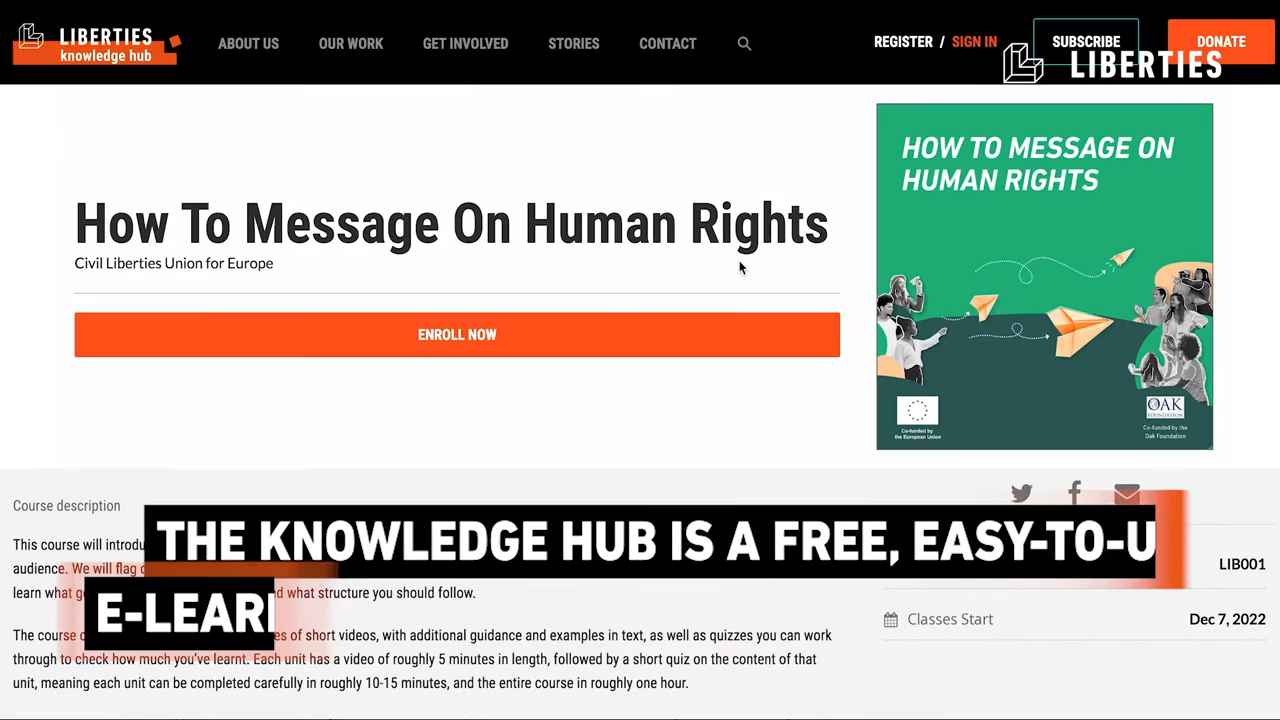 LIBERTIES
knowledge hub
ABOUT US
OUR WORK
GET INVOLVED
STORIES
CONTACT
REGISTER / SIGN IN
SUBSCRIBE
DONATE
LIBERTIES
How To Message On Human Rights
Civil Liberties Union for Europe
ENROLL NOW
HOW TO MESSAGE ON
HUMAN RIGHTS
Co-funded by
the European Union
OAK
FOUNDATION
Co-funded by the
Oak Foundation
Course description
This course will introdu
audience. We will flag
learn what
d what structure you should follow.
THE KNOWLEDGE HUB IS A FREE, EASY-TO-U
E-LEAR
The course
es of short videos, with additional guidance and examples in text, as well as quizzes you can work
through to check how much you've learnt. Each unit has a video of roughly 5 minutes in length, followed by a short quiz on the content of that
unit, meaning each unit can be completed carefully in roughly 10-15 minutes, and the entire course in roughly one hour.
LIB001
Classes Start
Dec 7, 2022